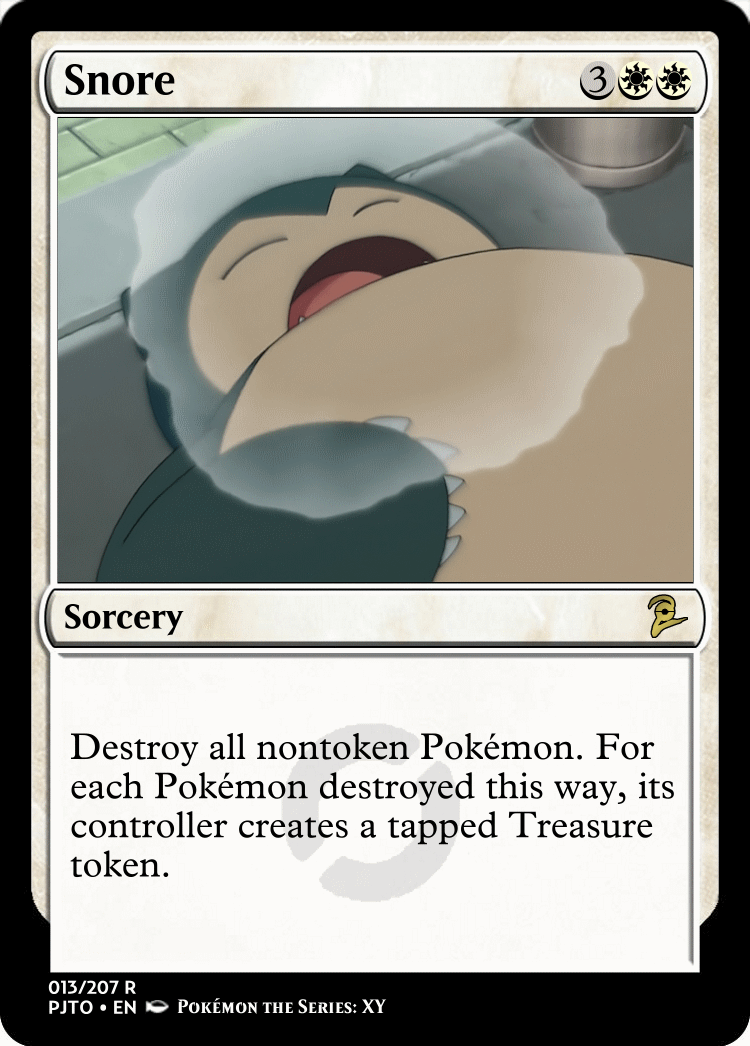 Snore 3
Sorcery
Destroy all nontoken Pokémon. For
each Pokémon destroyed this way, its
controller creates a tapped Treasure
token.
013/207 R
PJTO • EN Pokémon the Series: XY